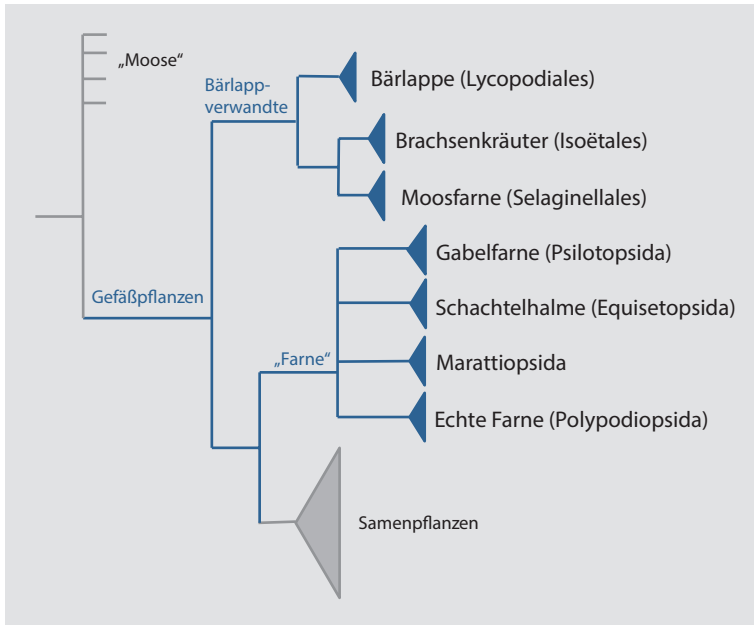 „Moose“
Bärlapp-
verwandte
Bärlappe (Lycopodiales)
Brachsenkräuter (Isoëtales)
Moosfarne (Selaginellales)
Gabelfarne (Psilotopsida)
Gefäßpflanzen
Schachtelhalme (Equisetopsida)
„Farne“
Marattiopsida
Echte Farne (Polypodiopsida)
Samenpflanzen